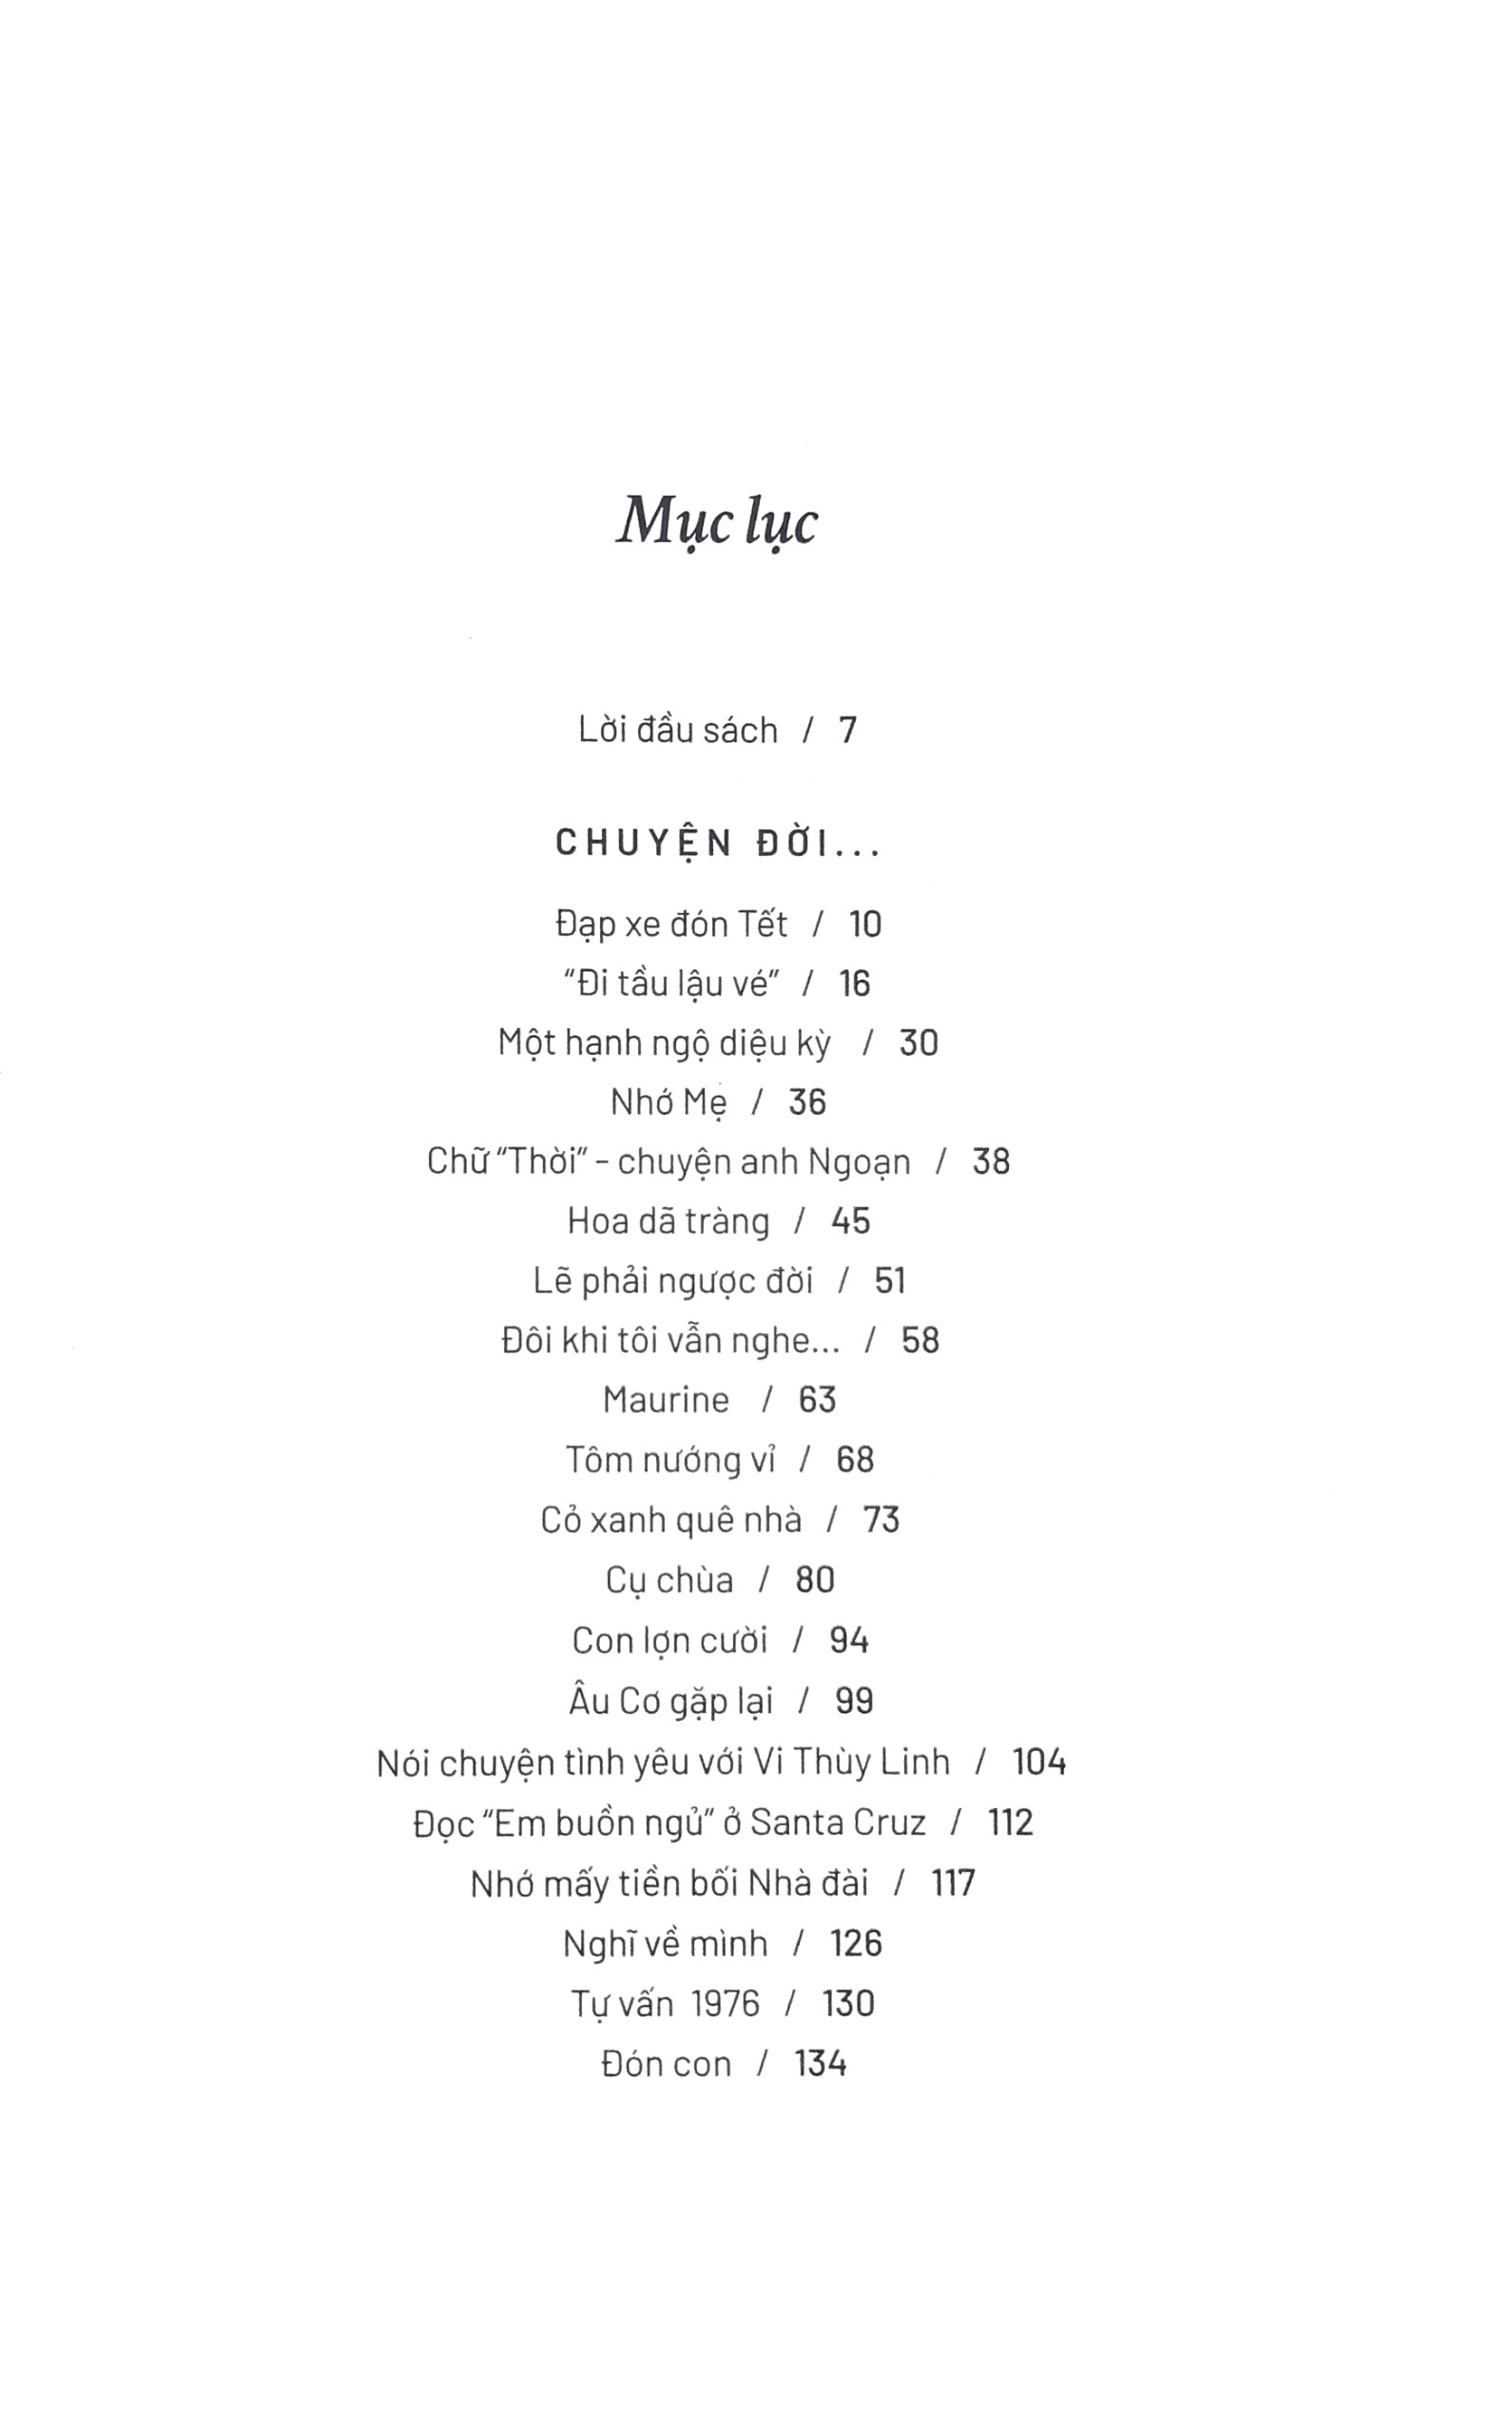 Mục lục
Lời đầu sách / 7
CHUYỆN ĐỜI...
Đạp xe đón Tết / 10
“Đi tầu lậu vé” / 16
Một hạnh ngộ diệu kỳ / 30
Nhớ Mẹ / 36
Chữ “Thời” - chuyện anh Ngoạn / 38
Hoa dã tràng / 45
Lẽ phải ngược đời / 51
Đôi khi tôi vẫn nghe... / 58
Maurine / 63
Tôm nướng vỉ / 68
Cỏ xanh quê nhà / 73
Cụ chùa / 80
Con lợn cười / 94
Âu Cơ gặp lại / 99
Nói chuyện tình yêu với Vi Thùy Linh / 104
Đọc “Em buồn ngủ” ở Santa Cruz / 112
Nhớ mấy tiền bối Nhà đài / 117
Nghĩ về mình / 126
Tự vấn 1976 / 130
Đón con / 134